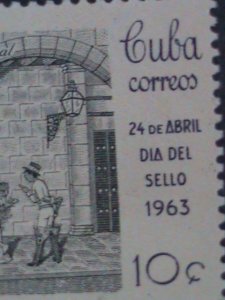 Cuba
correos
24 DE ABRIL
DIA DEL
SELLO
1963
10¢